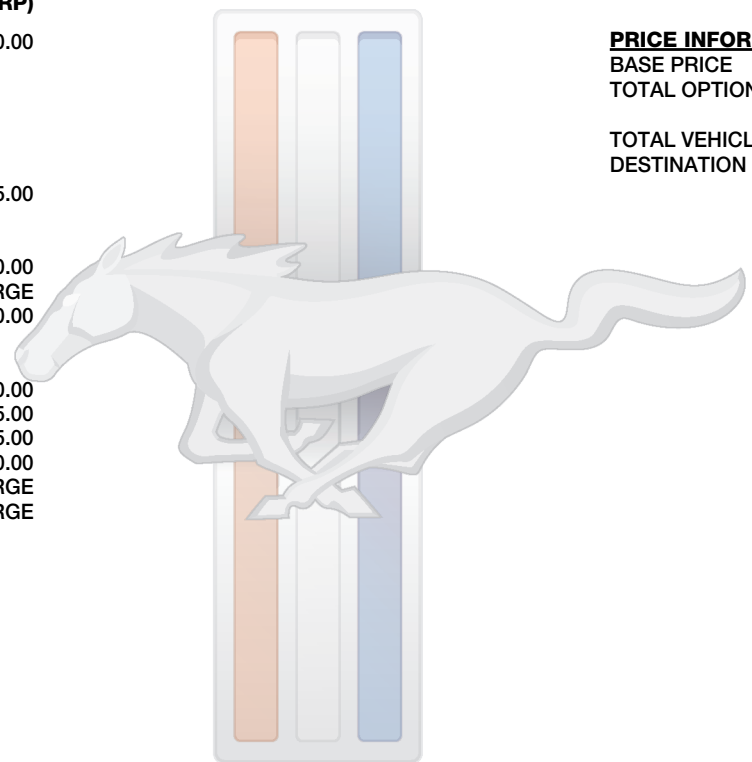 RP)
0.00
5.00
0.00
RGE
0.00
0.00
5.00
5.00
0.00
RGE
RGE
PRICE INFOR
BASE PRICE
TOTAL OPTION
TOTAL VEHICL
DESTINATION